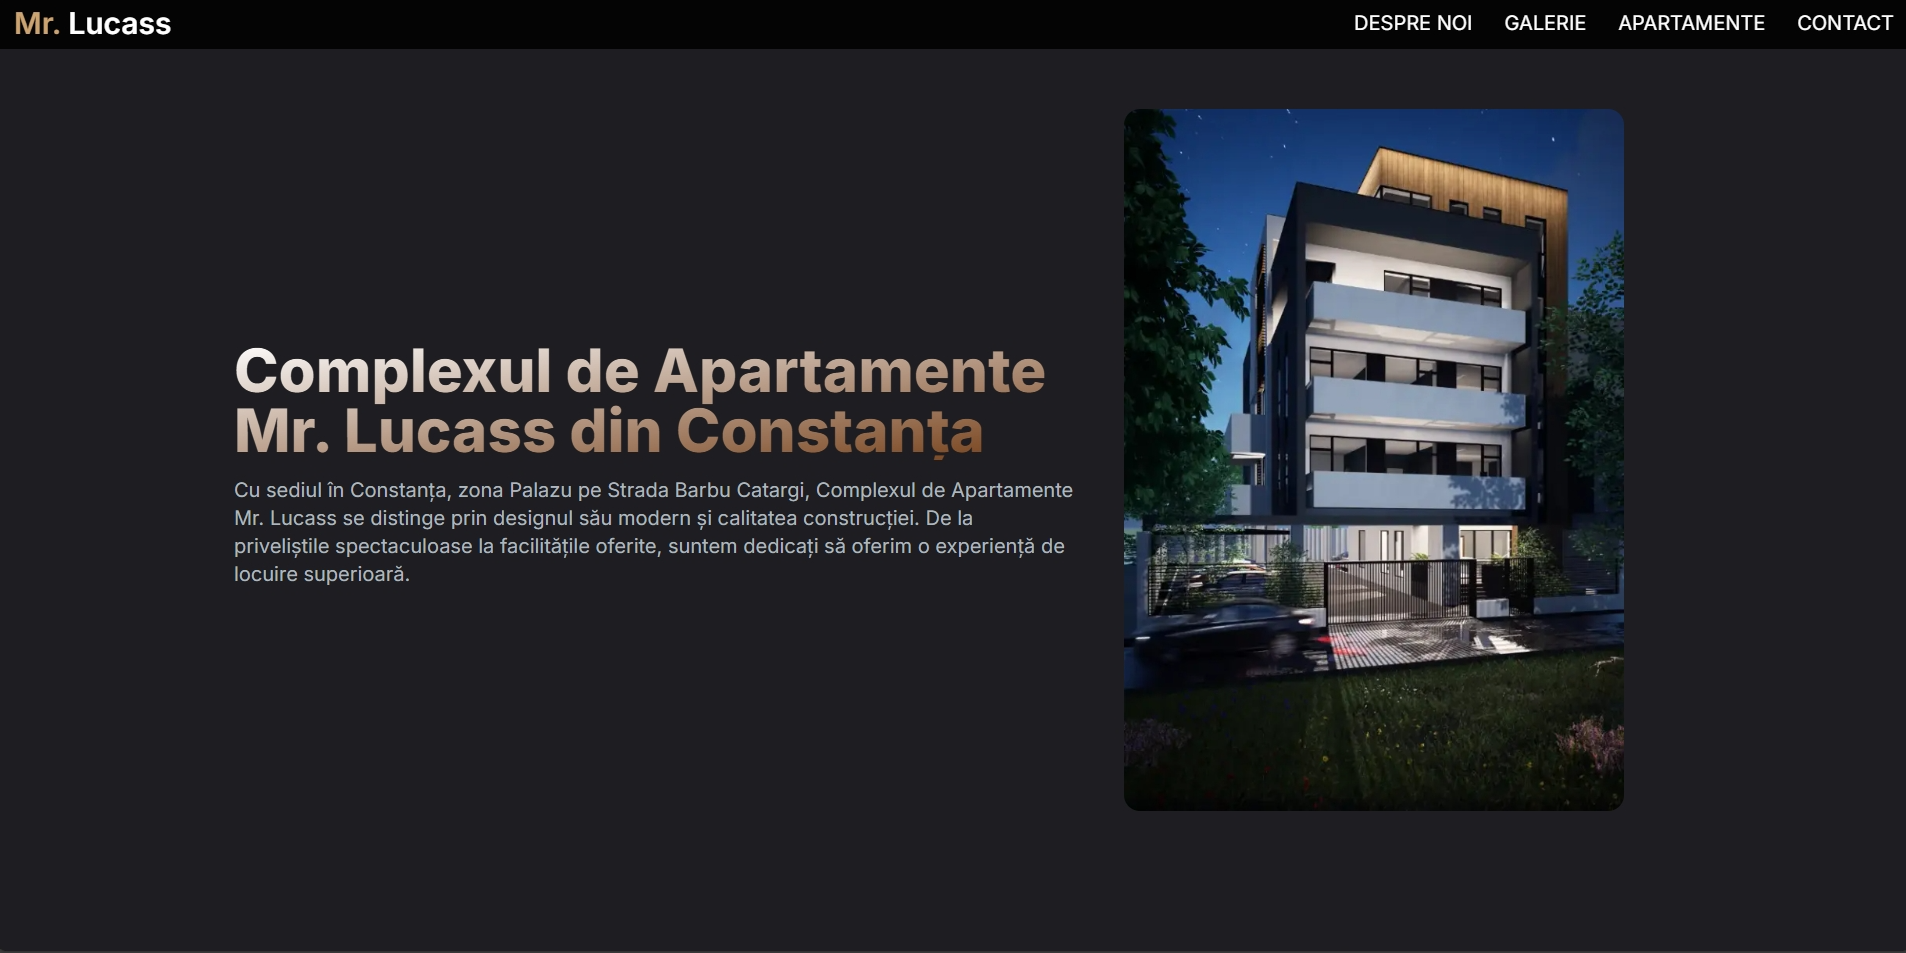 Mr. Lucass
DESPRE NOI
GALERIE
APARTAMENTE
CONTACT
Complexul de Apartamente
Mr. Lucass din Constanța
Cu sediul în Constanța, zona Palazu pe Strada Barbu Catargi, Complexul de Apartamente
Mr. Lucass se distinge prin designul său modern și calitatea construcției. De la
priveliștile spectaculoase la facilitățile oferite, suntem dedicați să oferim o experiență de
locuire superioară.